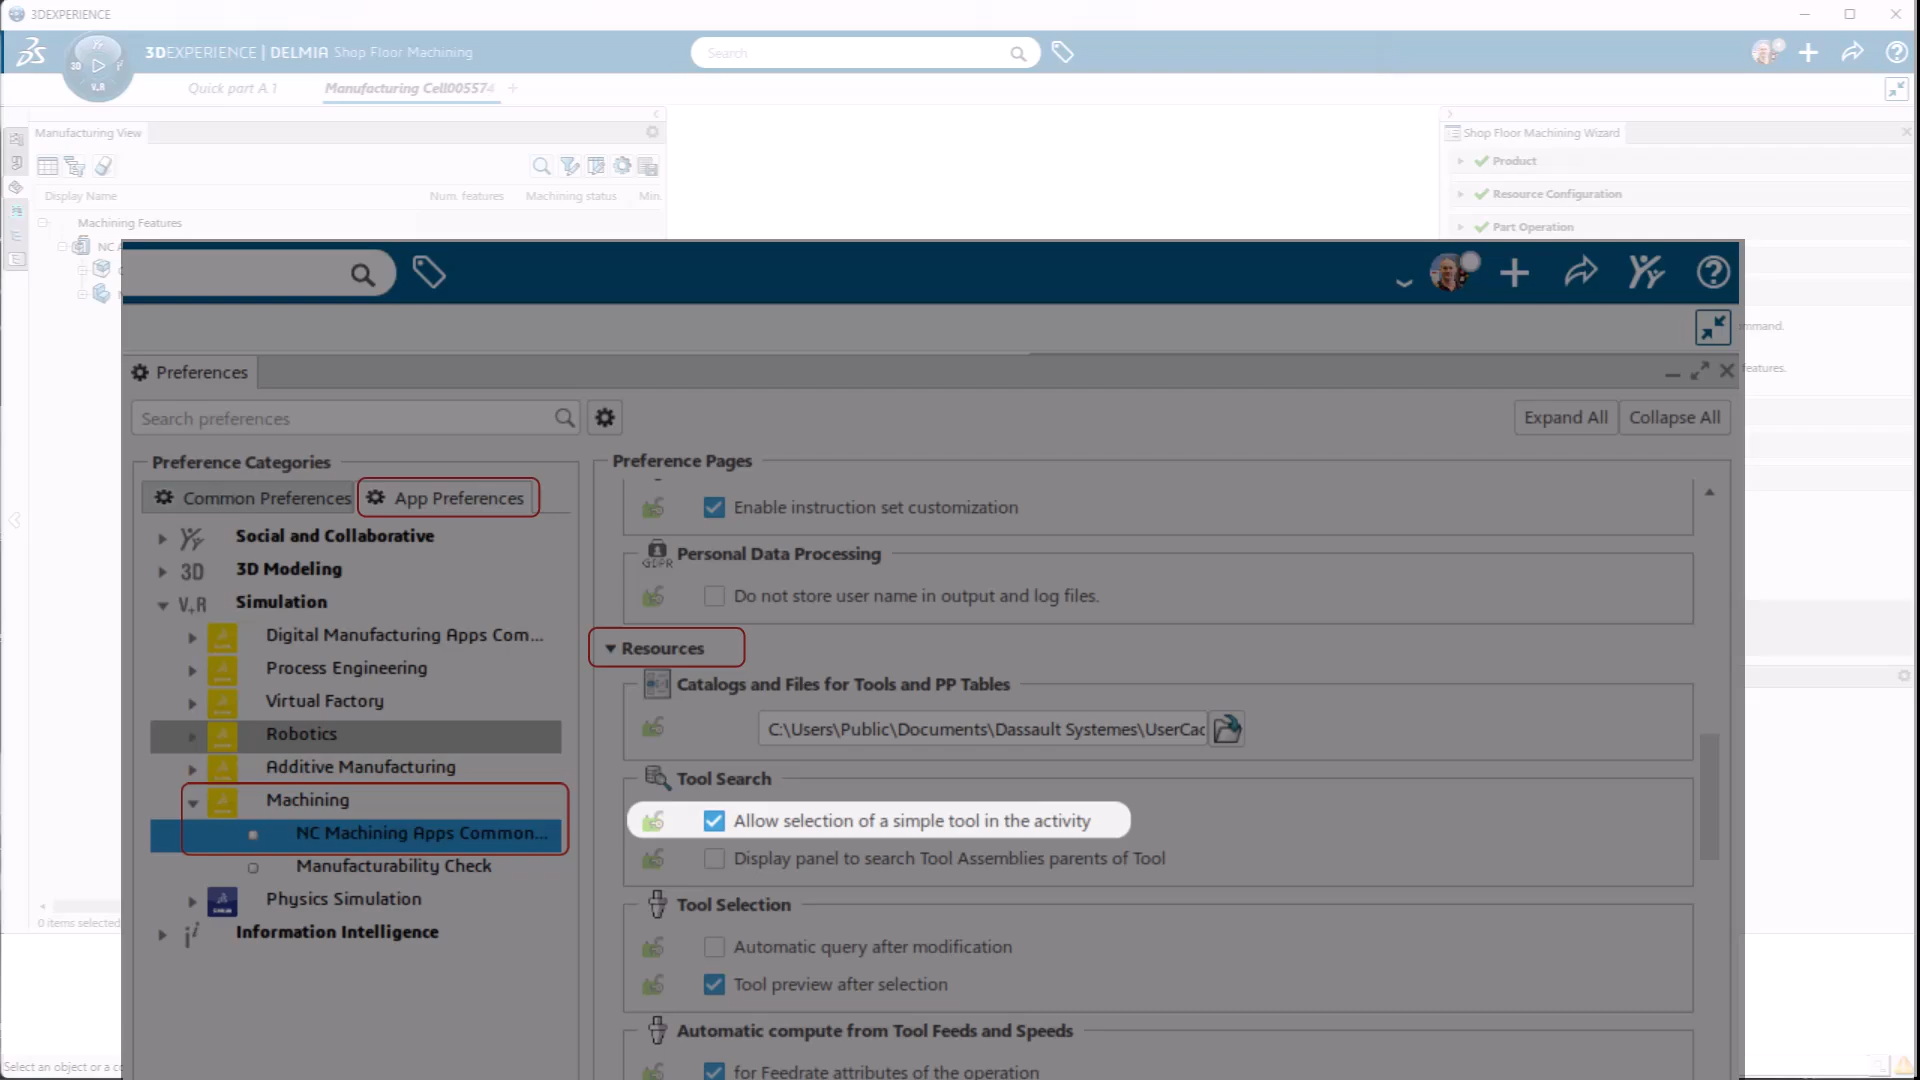 3DEXPERIENCE
3DEXPERIENCE | DELMIA Shop Floor Machining
Search
3D
V.R
Quick part A.1
Manufacturing Cell005574
Manufacturing View
Display Name
Num. features
Machining status
Min.
Machining Features
NC A
Shop Floor Machining Wizard
Product
Resource Configuration
Part Operation
mmand.
features.
Preferences
Search preferences
Expand All
Collapse All
Preference Categories
Common Preferences
App Preferences
Social and Collaborative
3D
3D Modeling
V+R
Simulation
Digital Manufacturing Apps Com...
Process Engineering
Virtual Factory
Robotics
Additive Manufacturing
Machining
NC Machining Apps Common...
Manufacturability Check
Physics Simulation
Information Intelligence
Preference Pages
Enable instruction set customization
GDPR
Personal Data Processing
Do not store user name in output and log files.
Resources
Catalogs and Files for Tools and PP Tables
C:\Users\Public\Documents\Dassault Systemes\UserCac
Tool Search
Allow selection of a simple tool in the activity
Display panel to search Tool Assemblies parents of Tool
Tool Selection
Automatic query after modification
Tool preview after selection
Automatic compute from Tool Feeds and Speeds
for Feedrate attributes of the operation
0 items selected
Select an object or a co